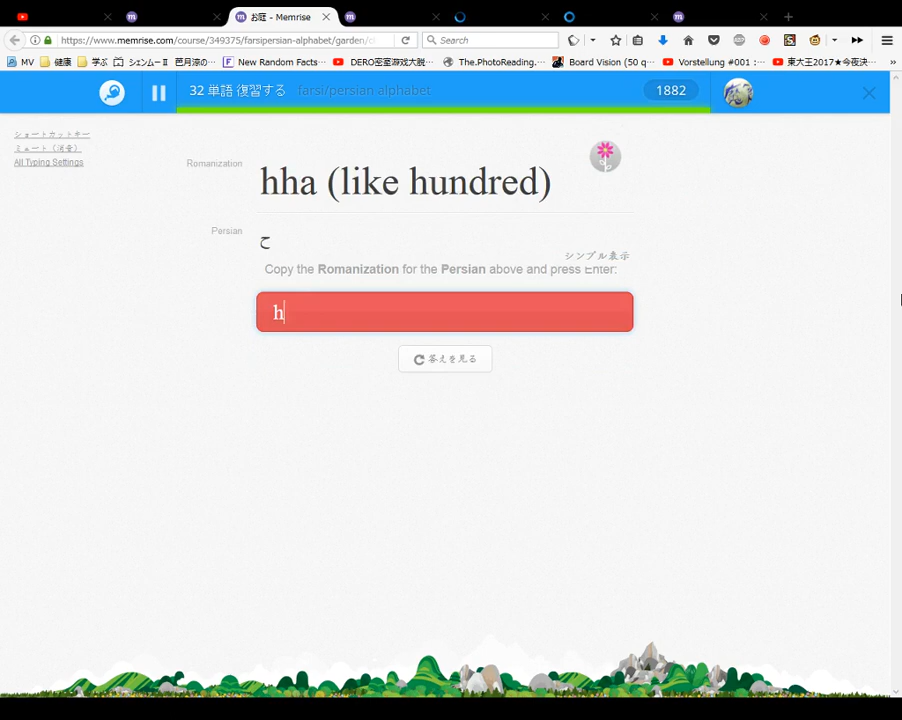 お庭 - Memrise
https://www.memrise.com/course/349375/farsipersian-alphabet/garden/c
Search
MV
健康
学ぶ
シェンムーⅡ
芭月涼の…
New Random Facts…
DERO密室游戏大脱…
The.PhotoReading.…
Board Vision (50 q…
Vorstellung #001 :…
東大王2017★今夜決…
32 単語 復習する
farsi/persian alphabet
1882
ショートカットキー
ミュート（消音）
All Typing Settings
Romanization
hha (like hundred)
Persian
シンプル表示
Copy the Romanization for the Persian above and press Enter:
h
答えを見る